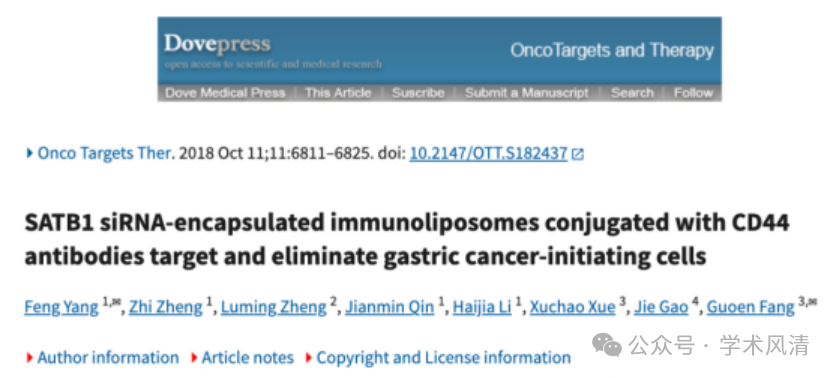 Dovepress
open access to scientific and medical research
OncoTargets and Therapy
Dove Medical Press | This Article | Suscribe | Submit a Manuscript | Search | Follow
Onco Targets Ther. 2018 Oct 11;11:6811–6825. doi: 10.2147/OTT.S182437
SATB1 siRNA-encapsulated immunoliposomes conjugated with CD44
antibodies target and eliminate gastric cancer-initiating cells
Feng Yang 1,✉, Zhi Zheng 1, Luming Zheng 2, Jianmin Qin 1, Haijia Li 1, Xuchao Xue 3, Jie Gao 4, Guoen Fang 3,✉
Author information Article notes Copyright and License information
公众号 · 学术风清